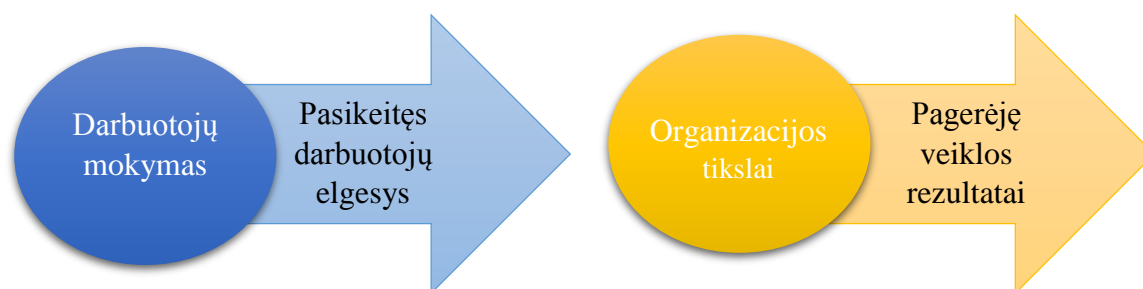 Darbuotojų
mokymas
Pasikeitęs
darbuotojų
elgesys
Organizacijos
tikslai
Pagerėję
veiklos
rezultatai